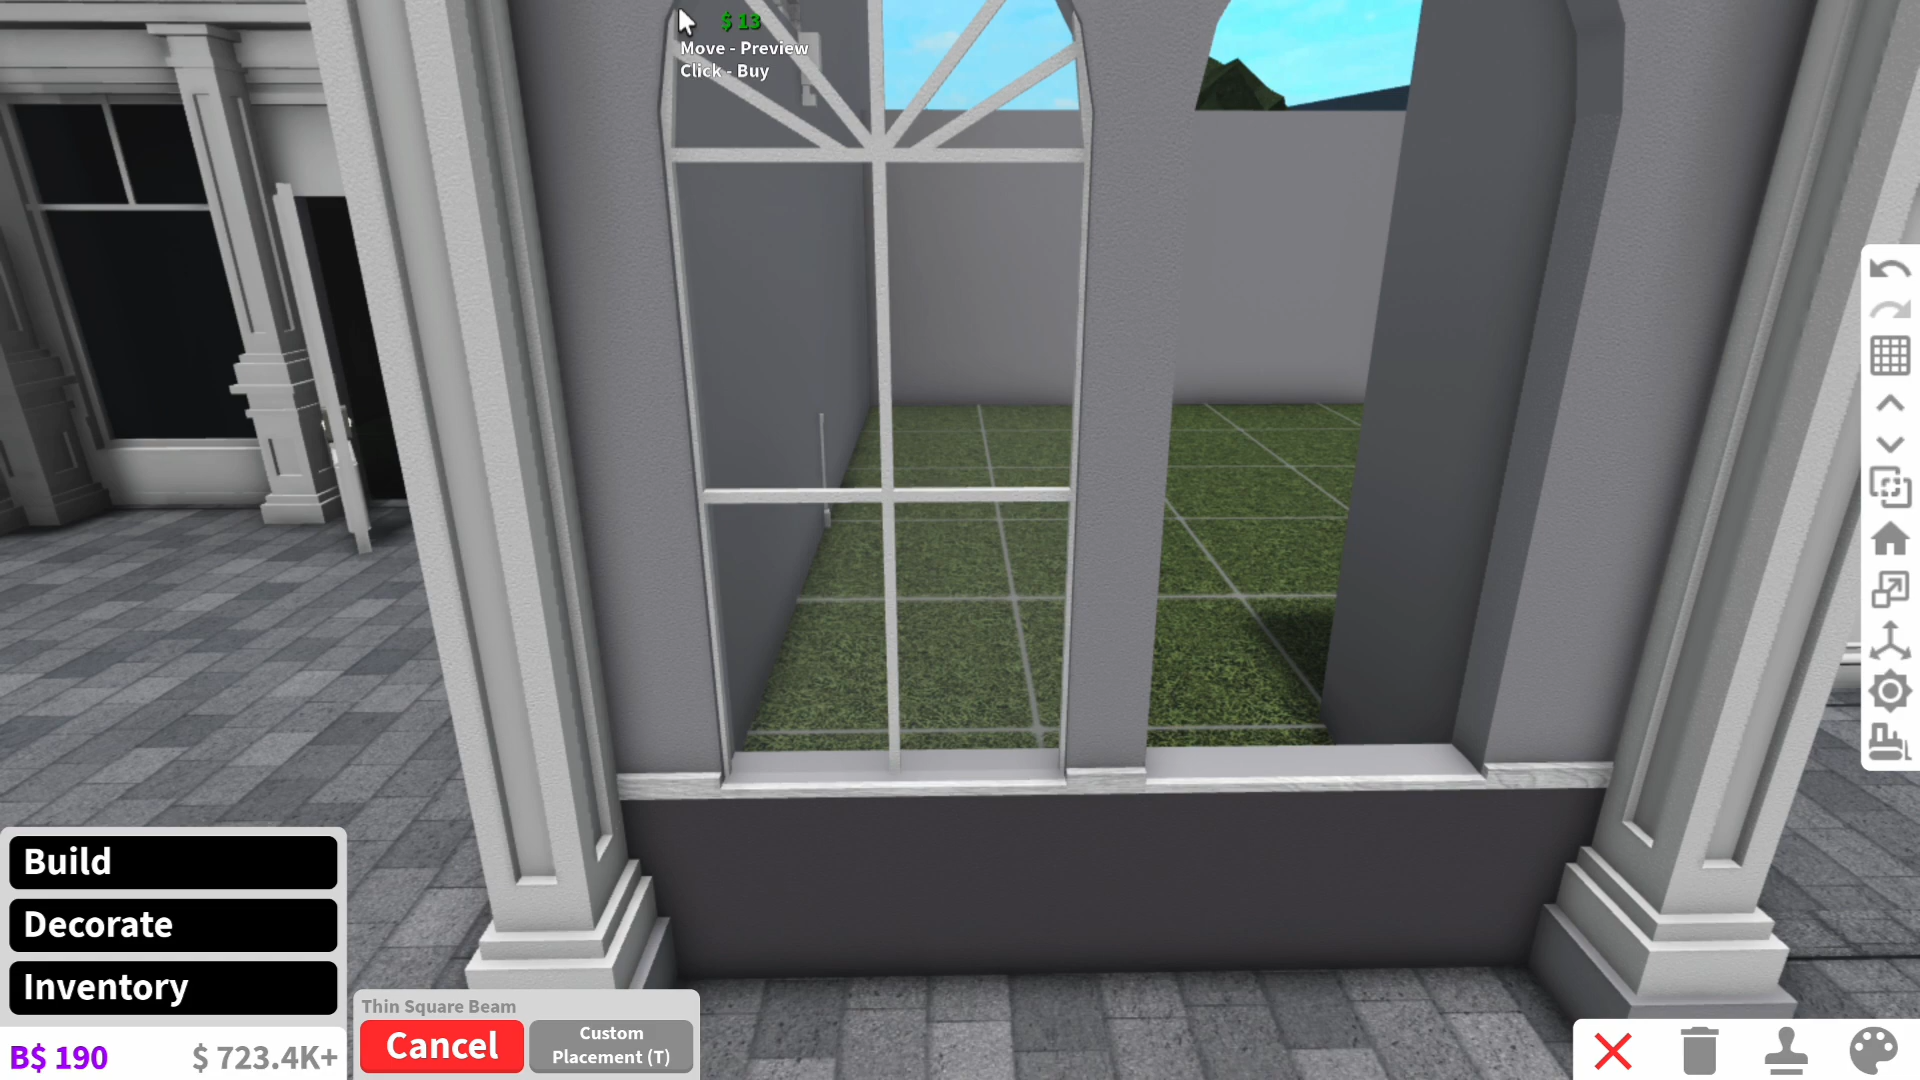 $ 13
Move - Preview
Click - Buy
Build
Decorate
Inventory
B$ 190
$ 723.4K+
Thin Square Beam
Cancel
Custom
Placement (T)